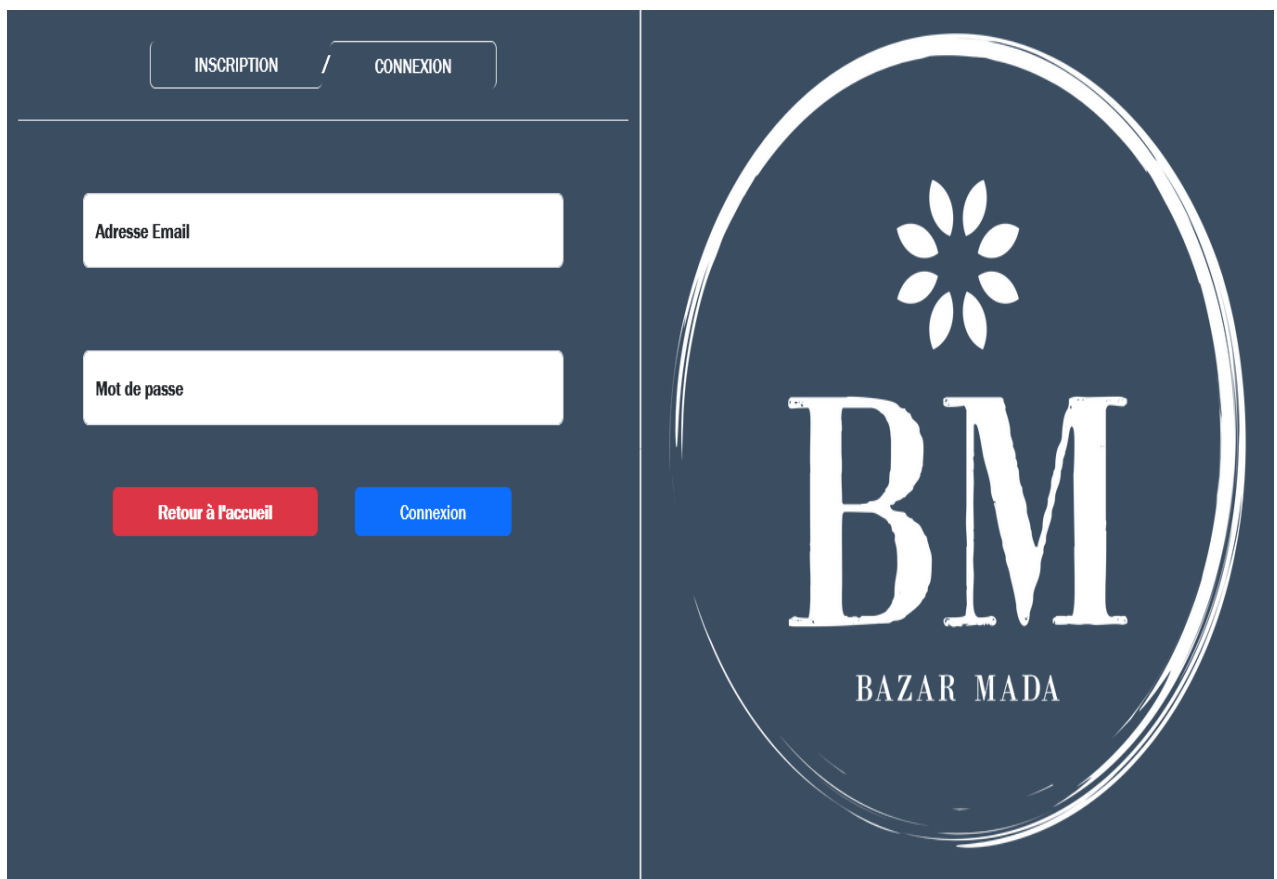 INSCRIPTION / CONNEXION
Adresse Email
Mot de passe
Retour à l'accueil Connexion
BM
BAZAR MADA